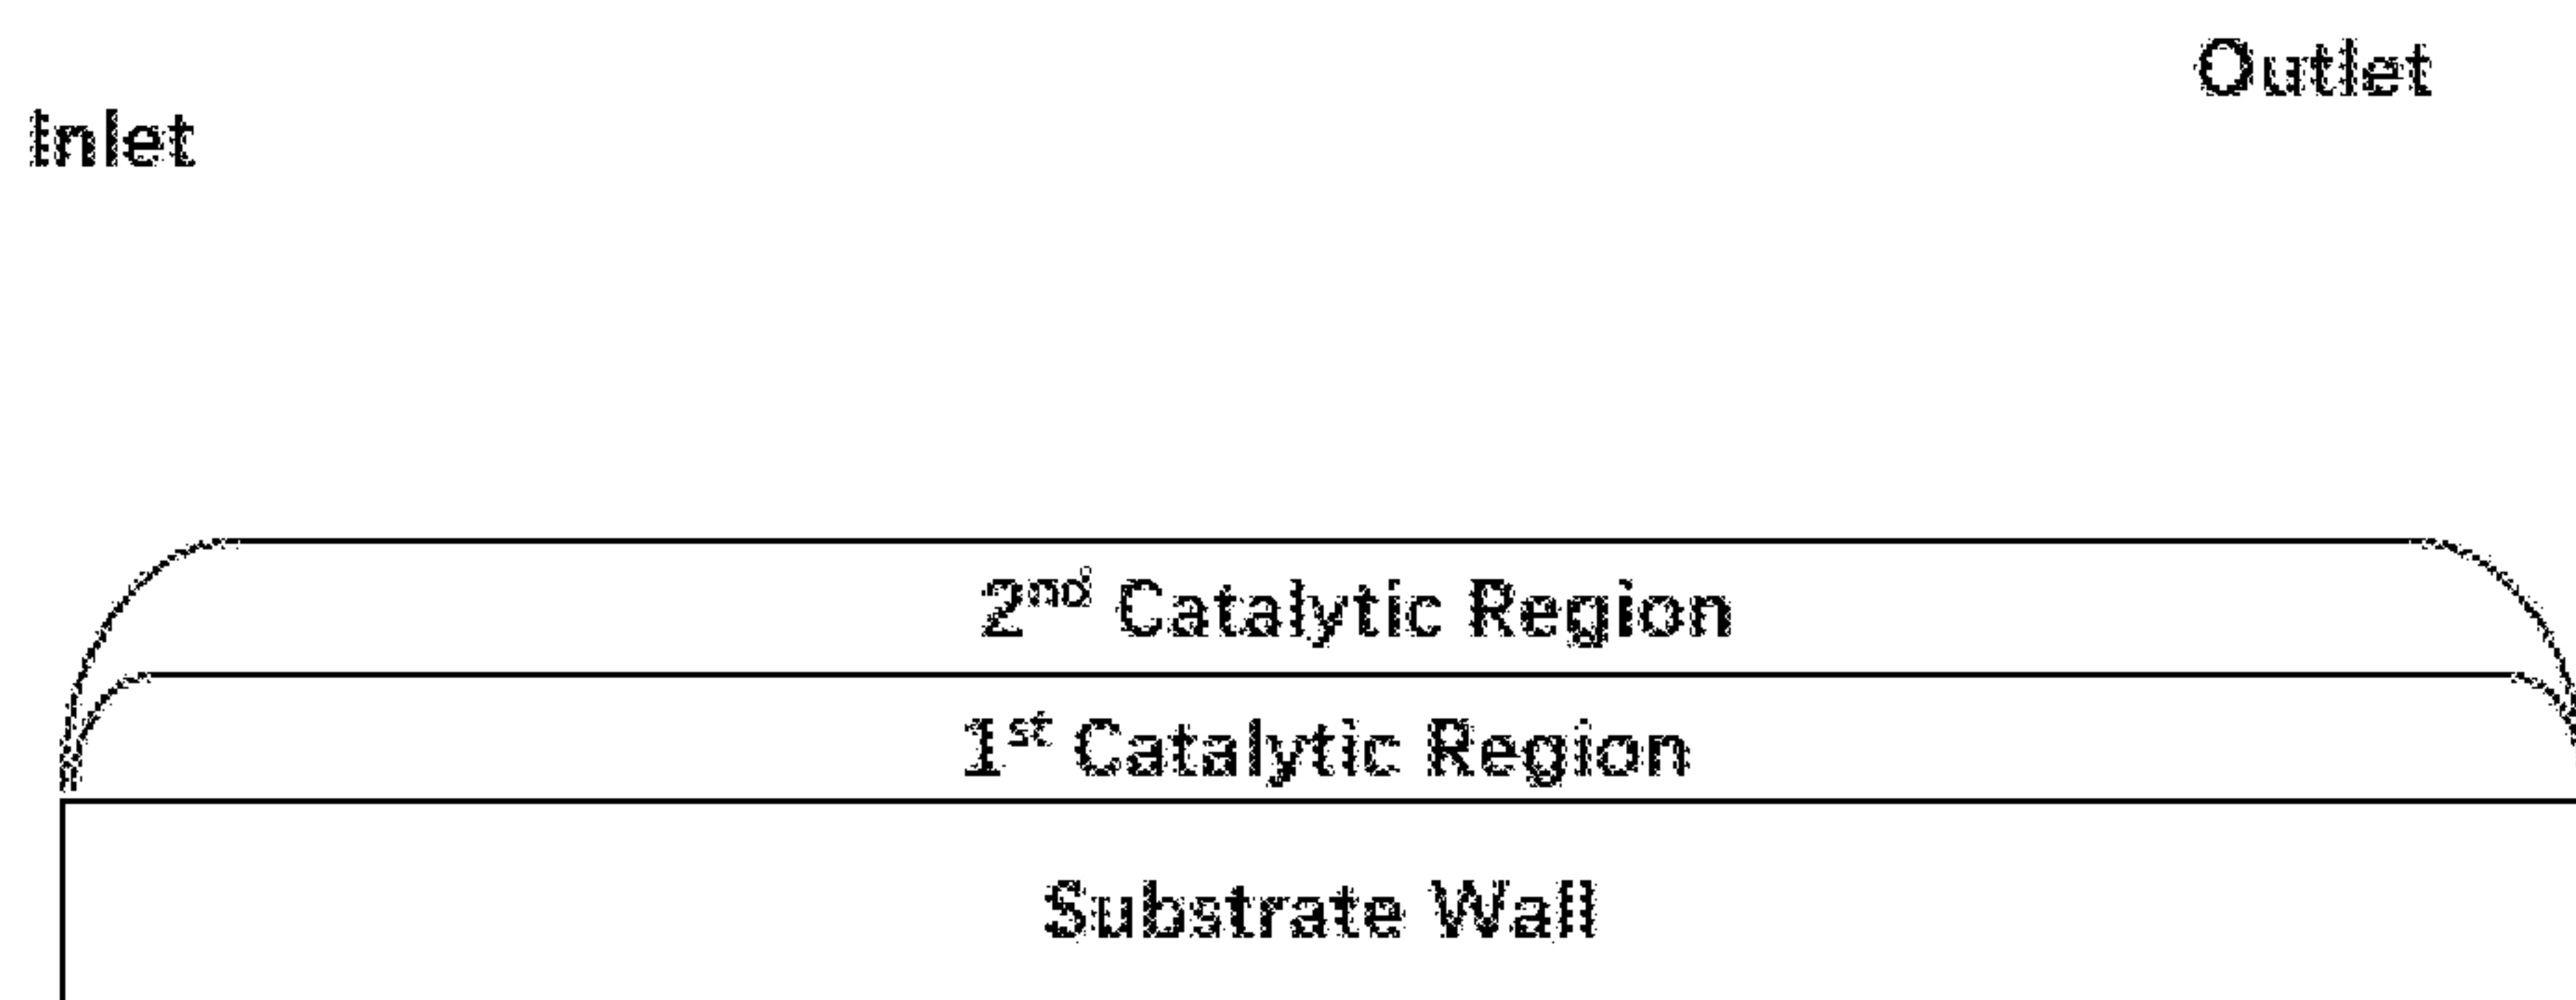 Outlet
Inlet
2nd Catalytic Region
1st Catalytic Region
Substrate Wall